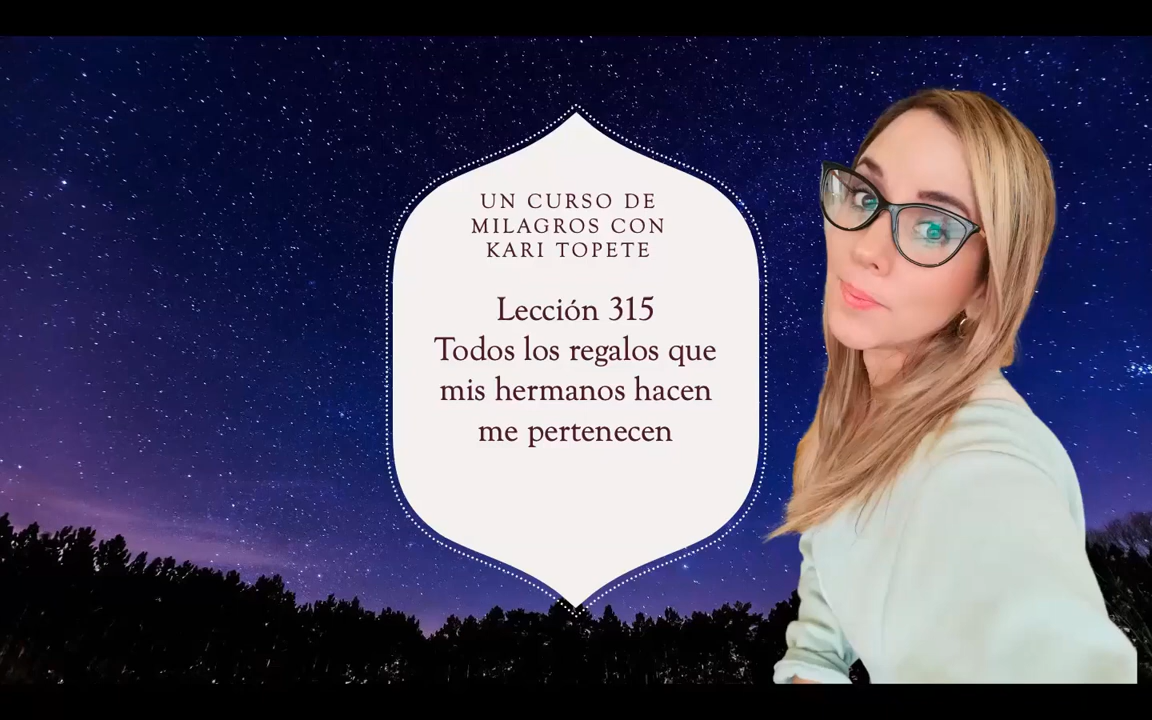 UN CURSO DE
MILAGROS CON
KARI TOPETE
Lección 315
Todos los regalos que
mis hermanos hacen
me pertenecen